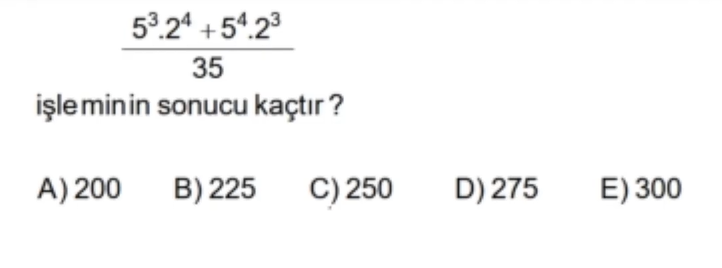 5³.2⁴ + 5⁴.2³
35
işleminin sonucu kaçtır?
A) 200 B) 225 C) 250 D) 275 E) 300